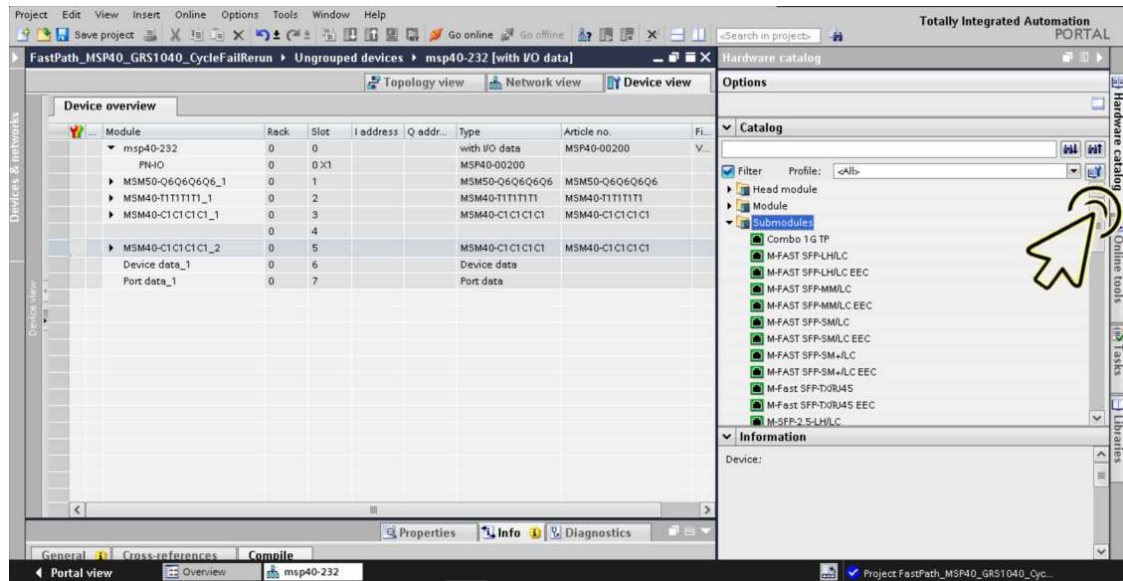 Project Edit View Insert Online Options Tools Window Help
Totally Integrated Automation
PORTAL
Save project Go online Go offline <Search in project>
FastPath_MSP40_GRS1040_CycleFailRerun Ungrouped devices msp40-232 [with I/O data]
Hardware catalog
Topology view Network view Device view
Options
Device overview
... Module Rack Slot I address Q addr... Type Article no. Fi...
msp40-232 0 0 with I/O data MSP40-00200 V...
PN-IO 0 0 X1 MSP40-00200
MSM50-Q6Q6Q6Q6_1 0 1 MSM50-Q6Q6Q6Q6 MSM50-Q6Q6Q6Q6
MSM40-T1T1T1T1_1 0 2 MSM40-T1T1T1T1 MSM40-T1T1T1T1
MSM40-C1C1C1C1_1 0 3 MSM40-C1C1C1C1 MSM40-C1C1C1C1
0 4
MSM40-C1C1C1C1_2 0 5 MSM40-C1C1C1C1 MSM40-C1C1C1C1
Device data_1 0 6 Device data
Port data_1 0 7 Port data
Catalog
Filter Profile: <All>
Head module
Module
Submodules
Combo 1G TP
M-FAST SFP-LH/LC
M-FAST SFP-LH/LC EEC
M-FAST SFP-MM/LC
M-FAST SFP-MM/LC EEC
M-FAST SFP-SM/LC
M-FAST SFP-SM/LC EEC
M-FAST SFP-SM+/LC
M-FAST SFP-SM+/LC EEC
M-Fast SFP-TX/RJ45
M-Fast SFP-TX/RJ45 EEC
M-SFP-2.5-LH/LC
Information
Device:
Devices & networks
Device view
Hardware catalog
Online tools
Tasks
Libraries
Properties Info Diagnostics
General Cross-references Compile
Portal view Overview msp40-232 Project FastPath_MSP40_GRS1040_Cyc...